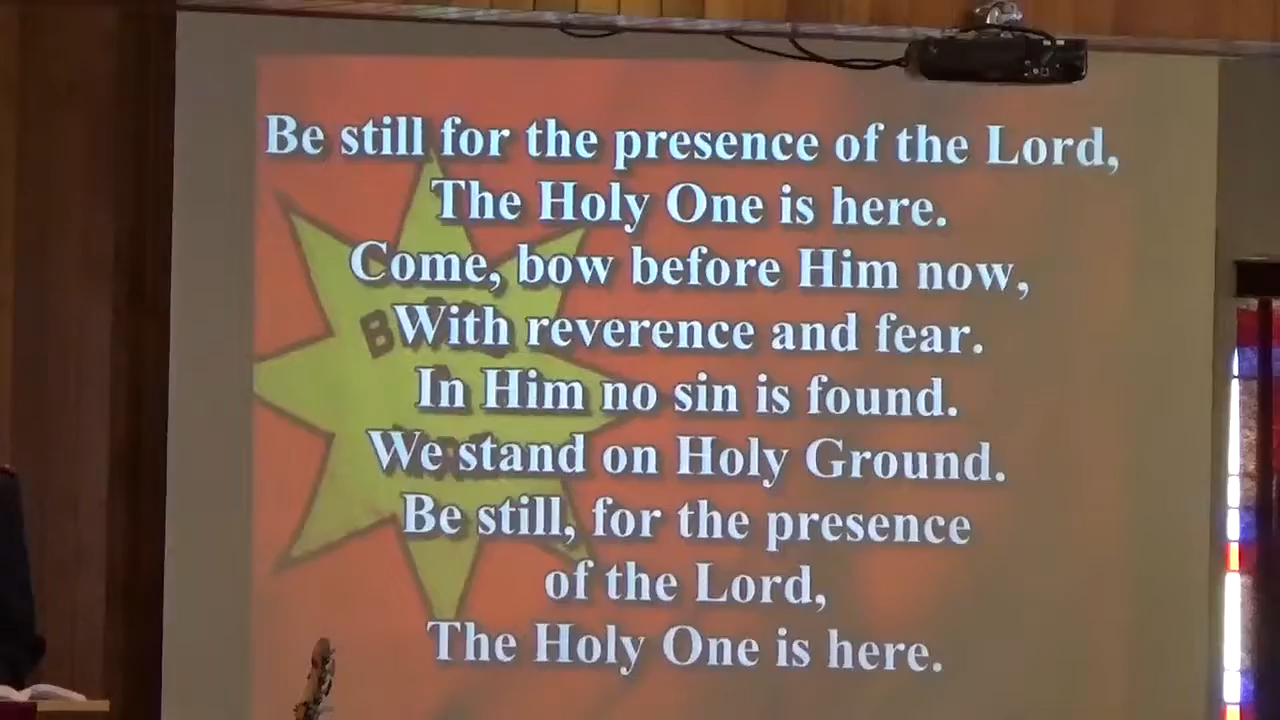 Be still for the presence of the Lord,
The Holy One is here.
Come, bow before Him now,
With reverence and fear.
In Him no sin is found.
We stand on Holy Ground.
Be still, for the presence
of the Lord,
The Holy One is here.